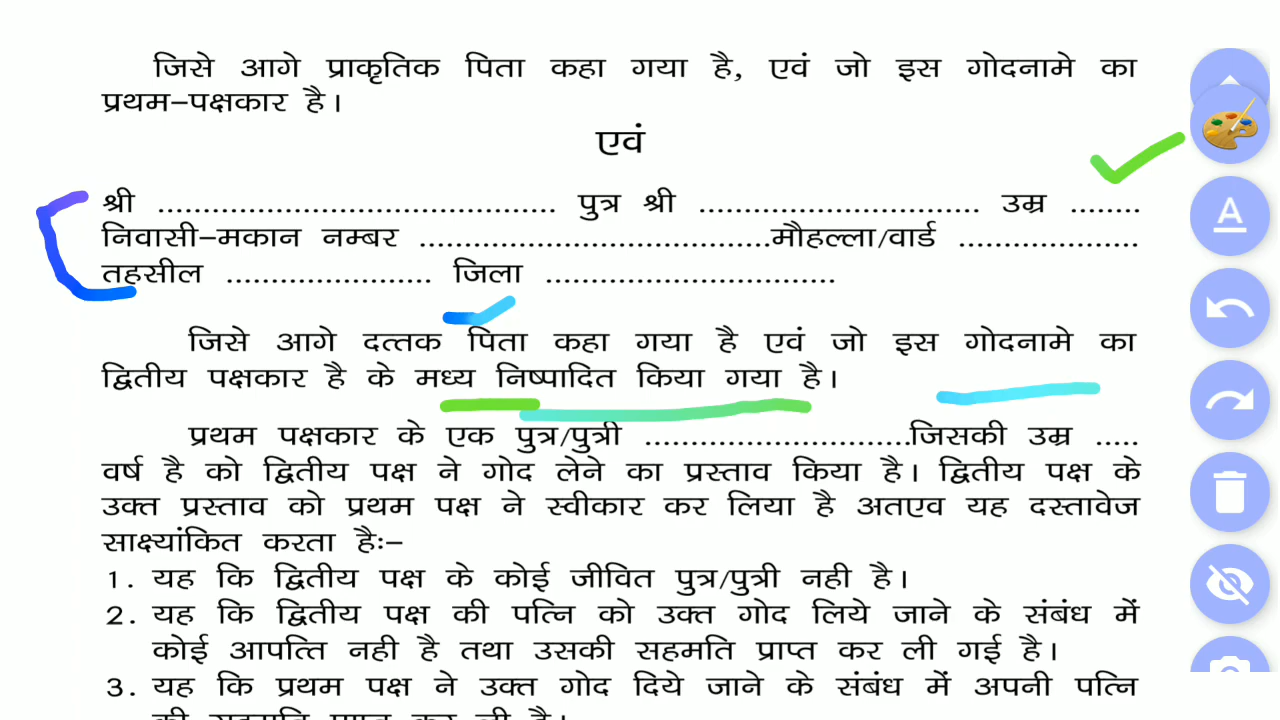 जिसे आगे प्राकृतिक पिता कहा गया है, एवं जो इस गोदनामे का
प्रथम–पक्षकार है।
एवं
श्री ............................................ पुत्र श्री ............................... उम्र ........
निवासी–मकान नम्बर .......................................मौहल्ला/वार्ड ....................
तहसील ....................... जिला ................................
जिसे आगे दत्तक पिता कहा गया है एवं जो इस गोदनामे का
द्वितीय पक्षकार है के मध्य निष्पादित किया गया है।
प्रथम पक्षकार के एक पुत्र/पुत्री .............................जिसकी उम्र .....
वर्ष है को द्वितीय पक्ष ने गोद लेने का प्रस्ताव किया है। द्वितीय पक्ष के
उक्त प्रस्ताव को प्रथम पक्ष ने स्वीकार कर लिया है अतएव यह दस्तावेज
साक्ष्यांकित करता हैः–
1. यह कि द्वितीय पक्ष के कोई जीवित पुत्र/पुत्री नही है।
2. यह कि द्वितीय पक्ष की पत्नि को उक्त गोद लिये जाने के संबंध में
कोई आपत्ति नही है तथा उसकी सहमति प्राप्त कर ली गई है।
3. यह कि प्रथम पक्ष ने उक्त गोद दिये जाने के संबंध में अपनी पत्नि
की सहमति प्राप्त कर ली है।
A